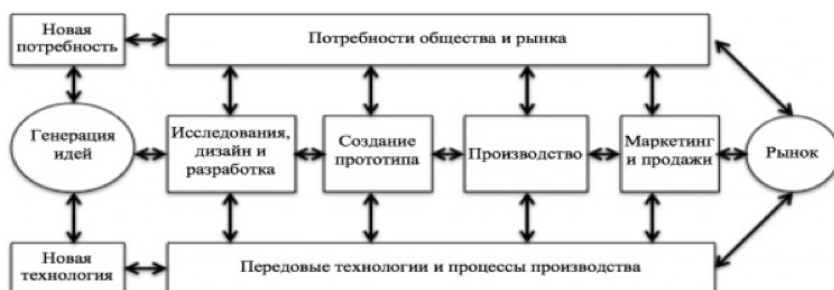 Новая
потребность
Потребности общества и рынка
Генерация
идей
Исследования,
дизайн и
разработка
Создание
прототипа
Производство
Маркетинг
и продажи
Рынок
Новая
технология
Передовые технологии и процессы производства